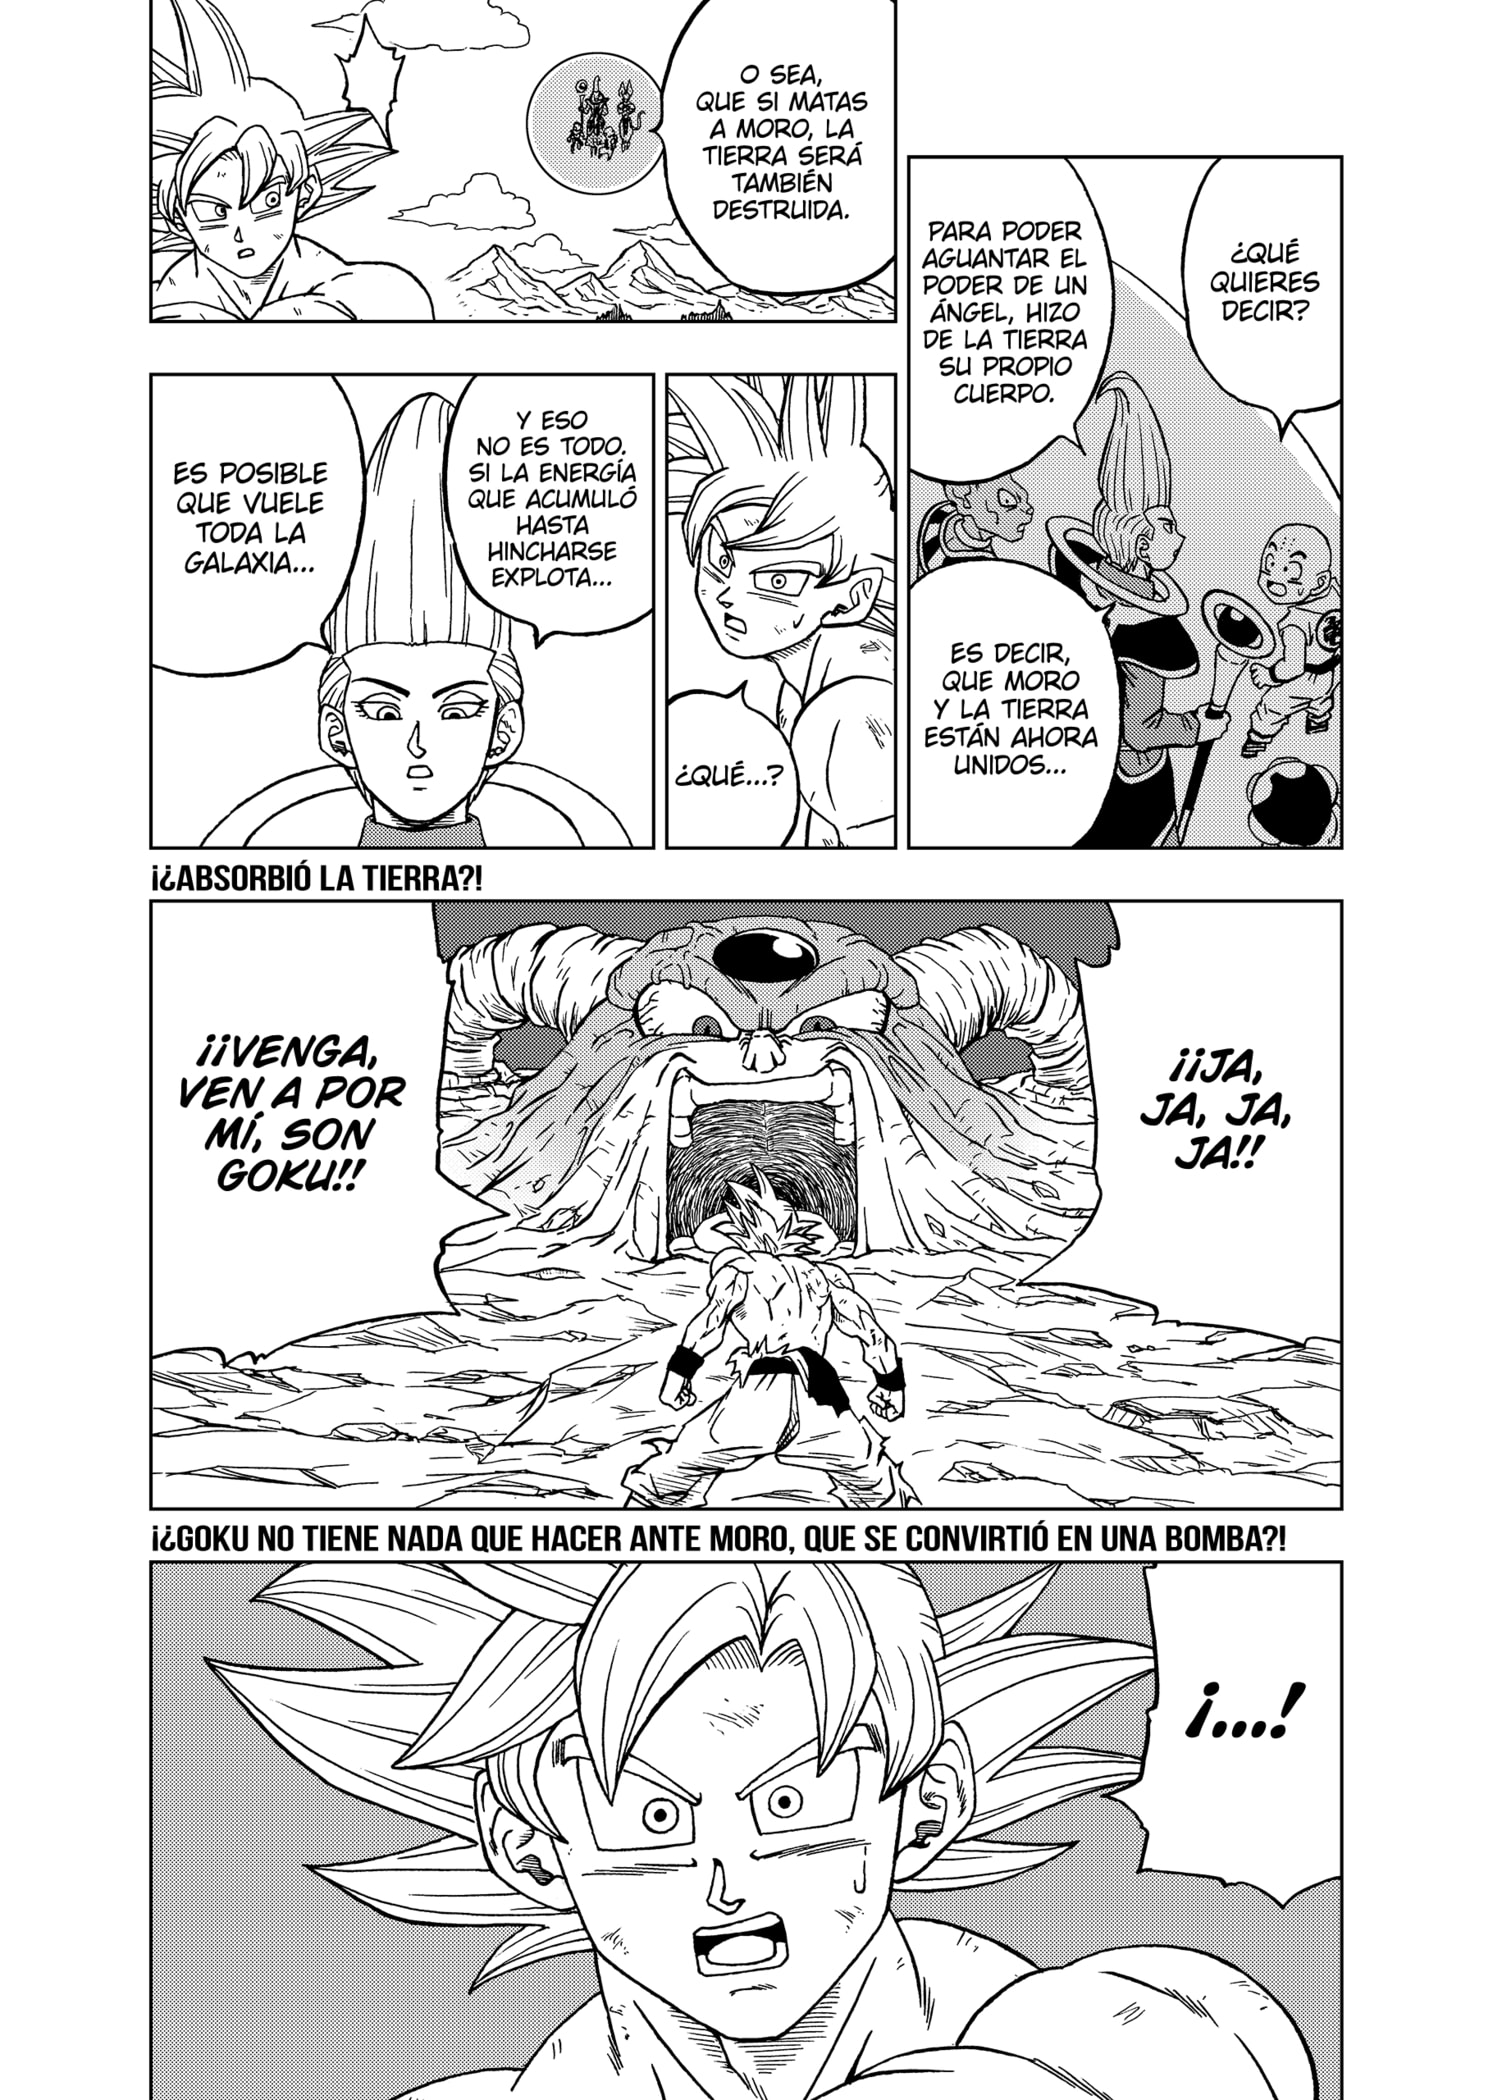 ¿QUÉ
QUIERES
DECIR?
PARA PODER
AGUANTAR EL
PODER DE UN
ÁNGEL, HIZO
DE LA TIERRA
SU PROPIO
CUERPO.
ES DECIR,
QUE MORO
Y LA TIERRA
ESTÁN AHORA
UNIDOS...
O SEA,
QUE SI MATAS
A MORO, LA
TIERRA SERÁ
TAMBIÉN
DESTRUIDA.
¿QUÉ...?
Y ESO
NO ES TODO.
SI LA ENERGÍA
QUE ACUMULÓ
HASTA
HINCHARSE
EXPLOTA...
ES POSIBLE
QUE VUELE
TODA LA
GALAXIA...
¡¿ABSORBIÓ LA TIERRA?!
¡¡JA,
JA, JA,
JA!!
¡¡VENGA,
VEN A POR
MÍ, SON
GOKU!!
¡¿GOKU NO TIENE NADA QUE HACER ANTE MORO, QUE SE CONVIRTIÓ EN UNA BOMBA?!
¡...!